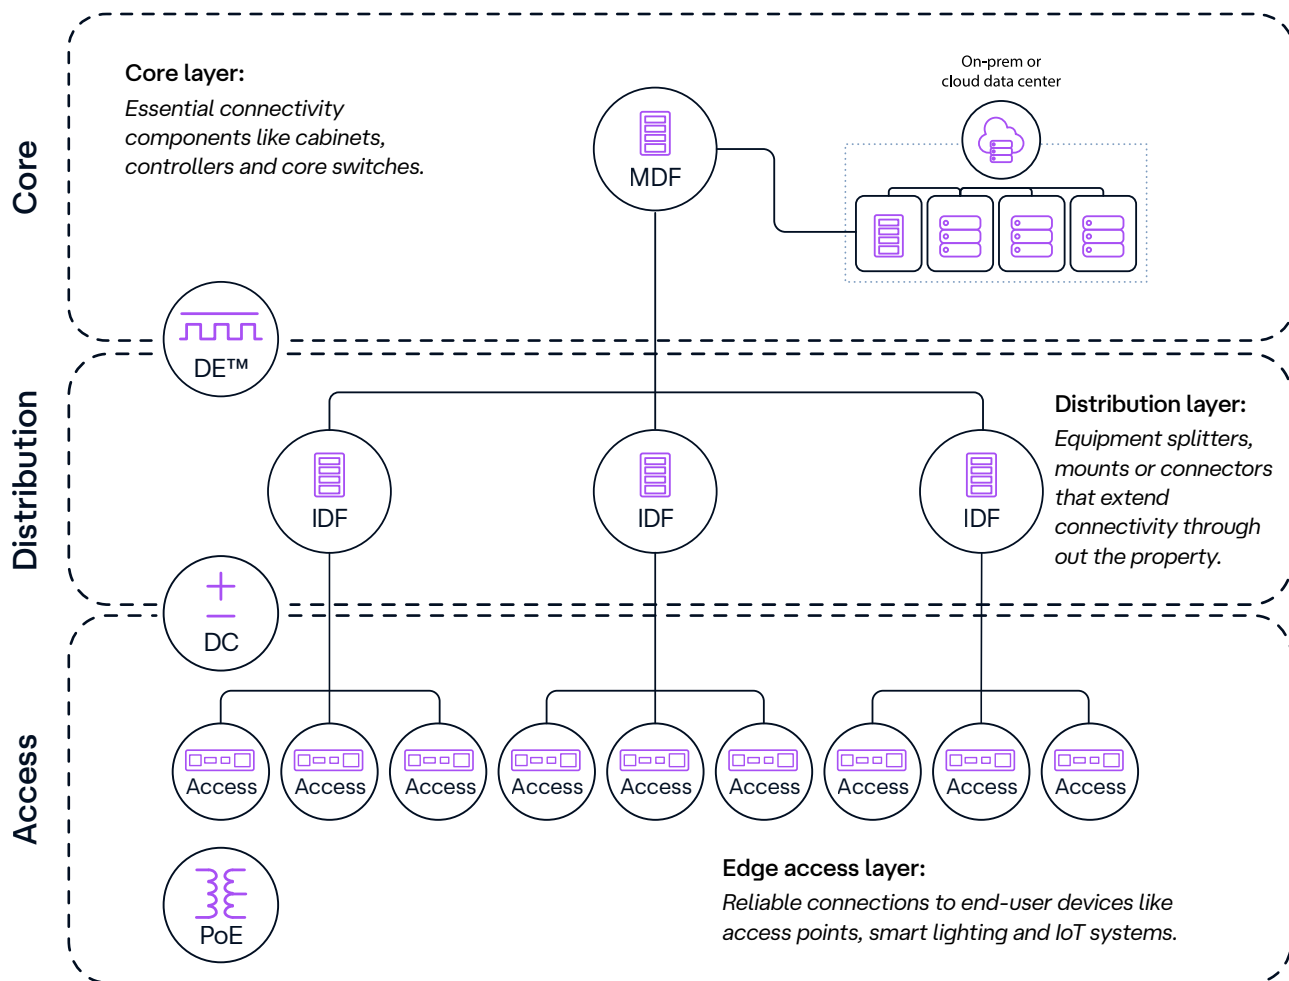 Core
Core layer:
Essential connectivity
components like cabinets,
controllers and core switches.
MDF
On-prem or
cloud data center
DE™
Distribution
IDF
IDF
IDF
Distribution layer:
Equipment splitters,
mounts or connectors
that extend
connectivity through
out the property.
DC
Access
Access
Access
Access
Access
Access
Access
Access
Access
Access
PoE
Edge access layer:
Reliable connections to end-user devices like
access points, smart lighting and IoT systems.